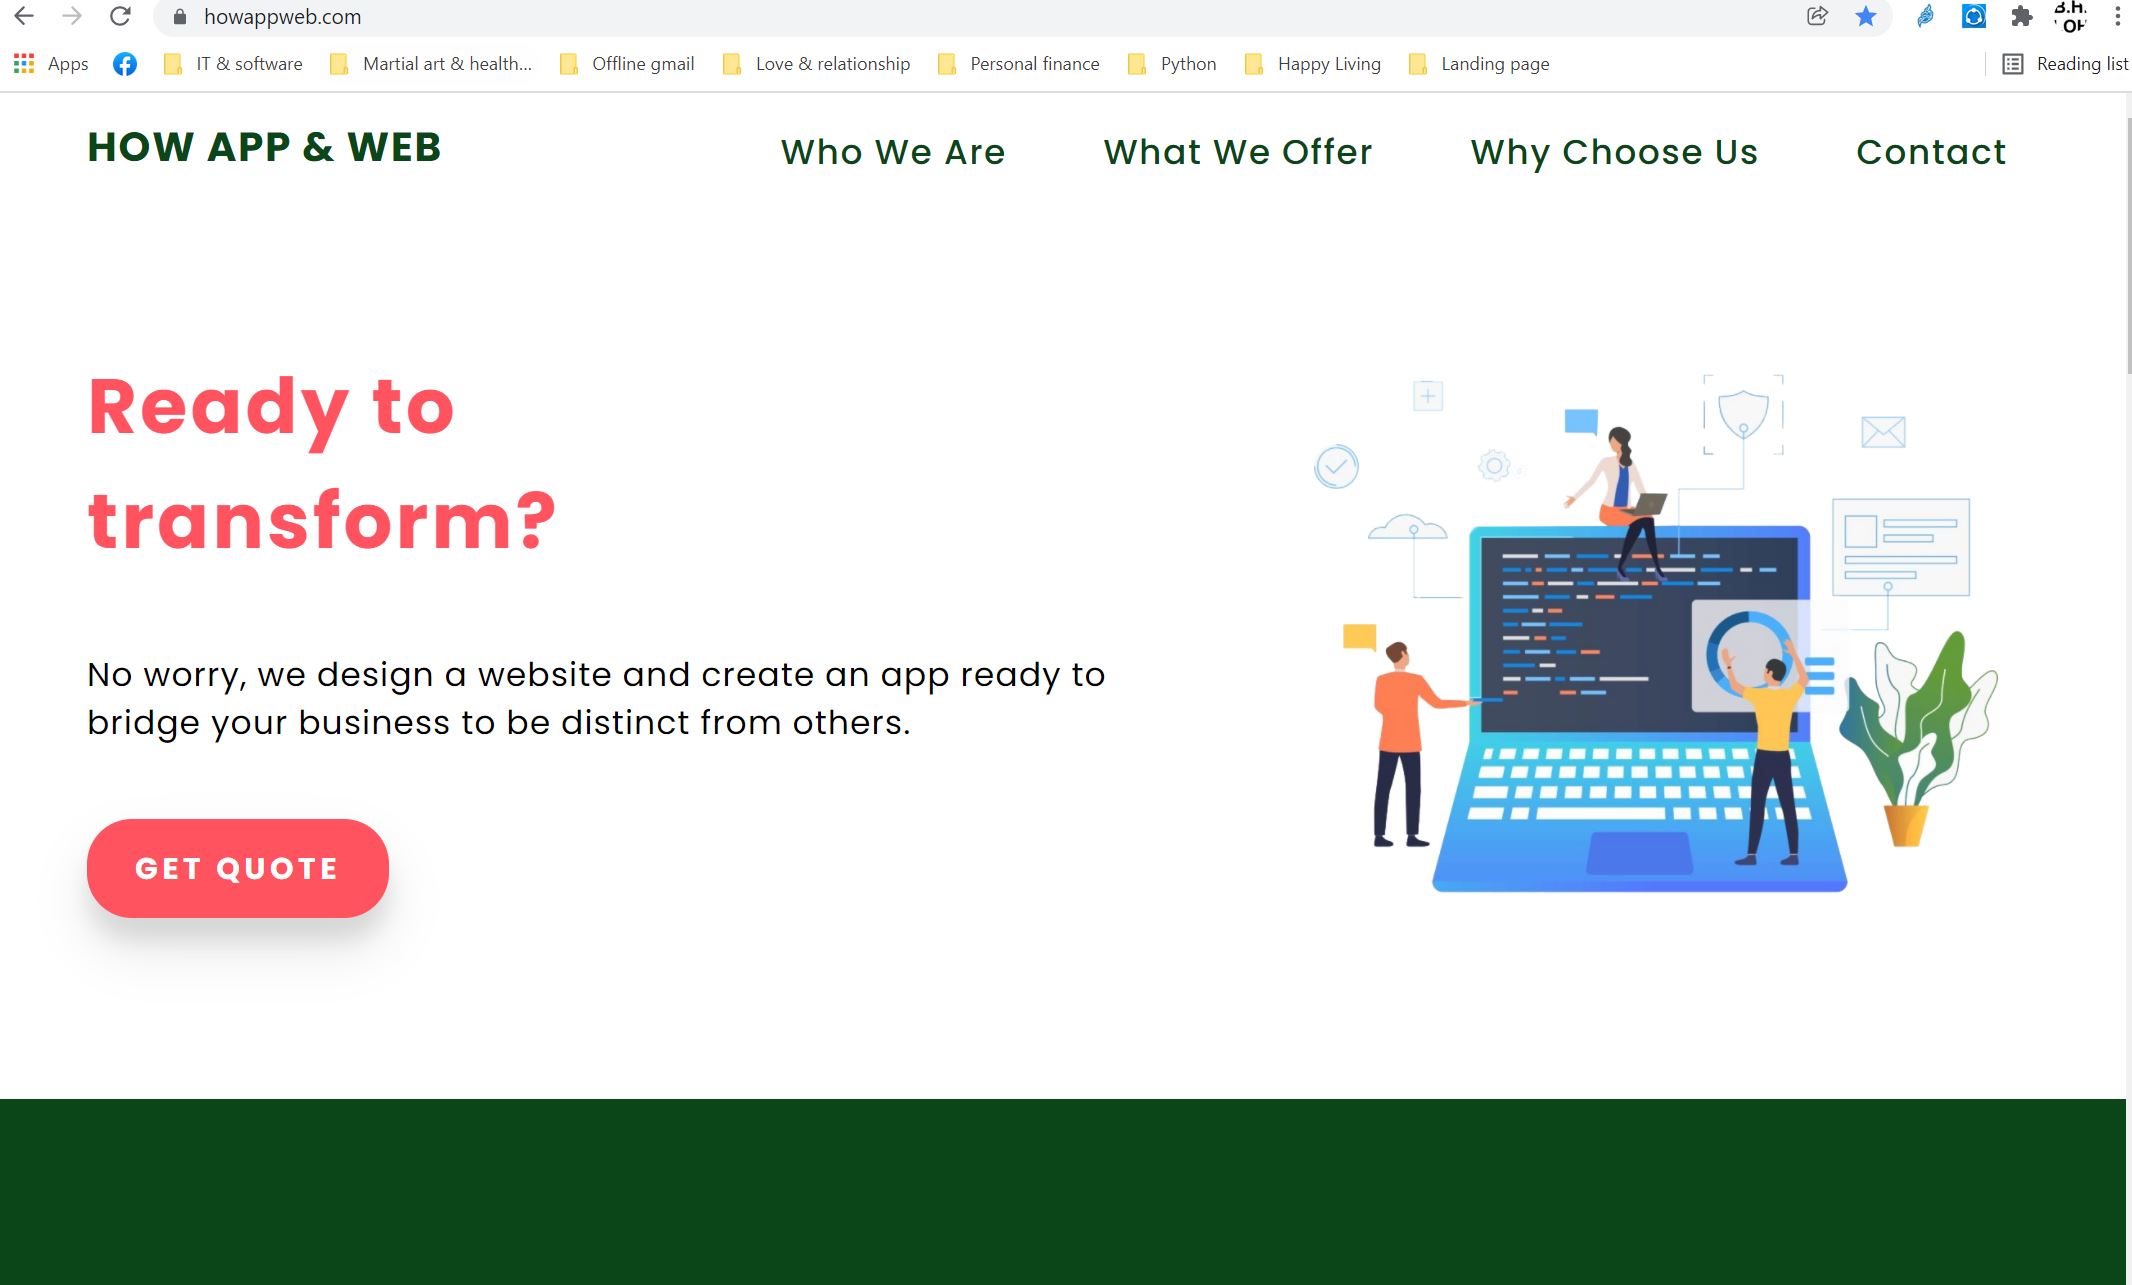 howappweb.com
B.H.
OH
Apps IT & software Martial art & health... Offline gmail Love & relationship Personal finance Python Happy Living Landing page Reading list
HOW APP & WEB Who We Are What We Offer Why Choose Us Contact
Ready to
transform?
No worry, we design a website and create an app ready to
bridge your business to be distinct from others.
GET QUOTE